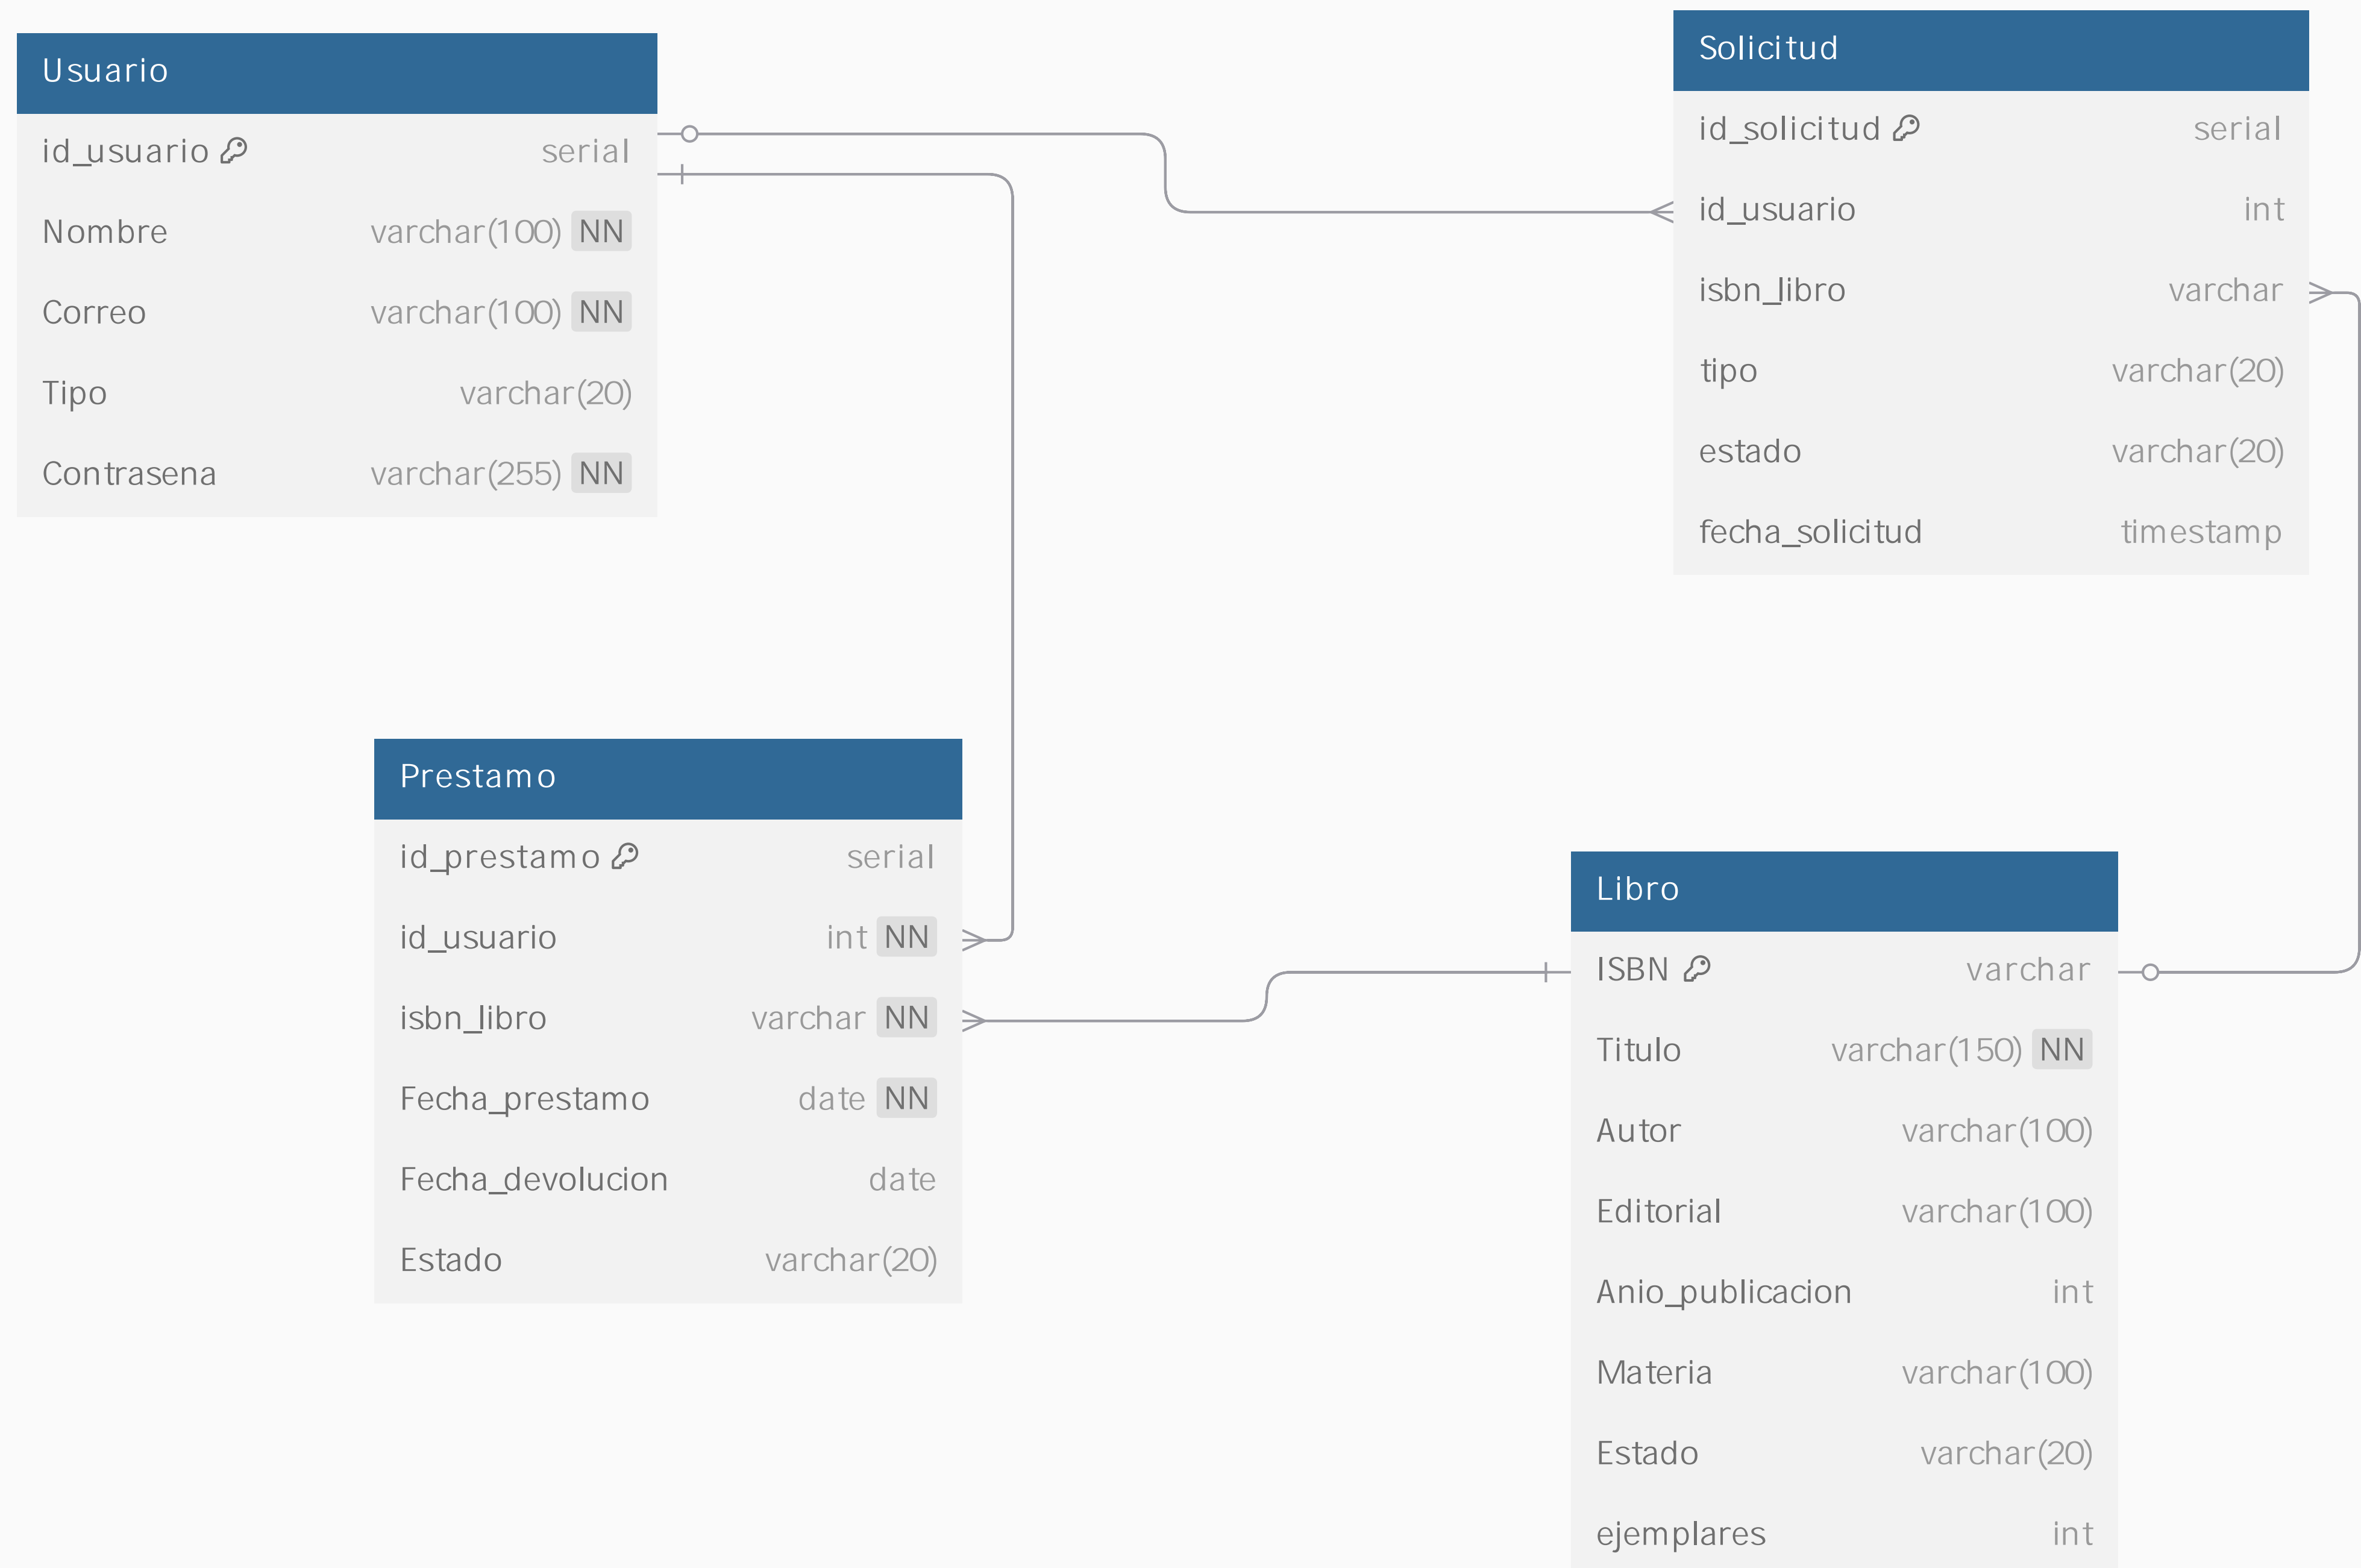 Usuario
id_usuario serial
Nombre varchar(100) NN
Correo varchar(100) NN
Tipo varchar(20)
Contrasena varchar(255) NN
Solicitud
id_solicitud serial
id_usuario int
isbn_libro varchar
tipo varchar(20)
estado varchar(20)
fecha_solicitud timestamp
Prestamo
id_prestamo serial
id_usuario int NN
isbn_libro varchar NN
Fecha_prestamo date NN
Fecha_devolucion date
Estado varchar(20)
Libro
ISBN varchar
Titulo varchar(150) NN
Autor varchar(100)
Editorial varchar(100)
Anio_publicacion int
Materia varchar(100)
Estado varchar(20)
ejemplares int